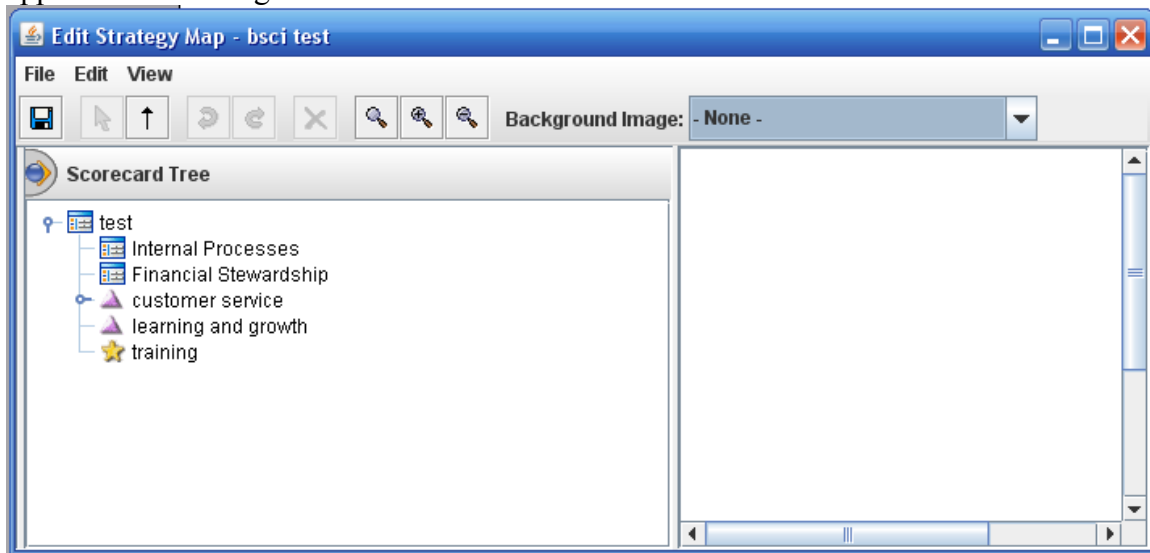 Edit Strategy Map - bsci test
File Edit View
Background Image: - None -
Scorecard Tree
test
Internal Processes
Financial Stewardship
customer service
learning and growth
training